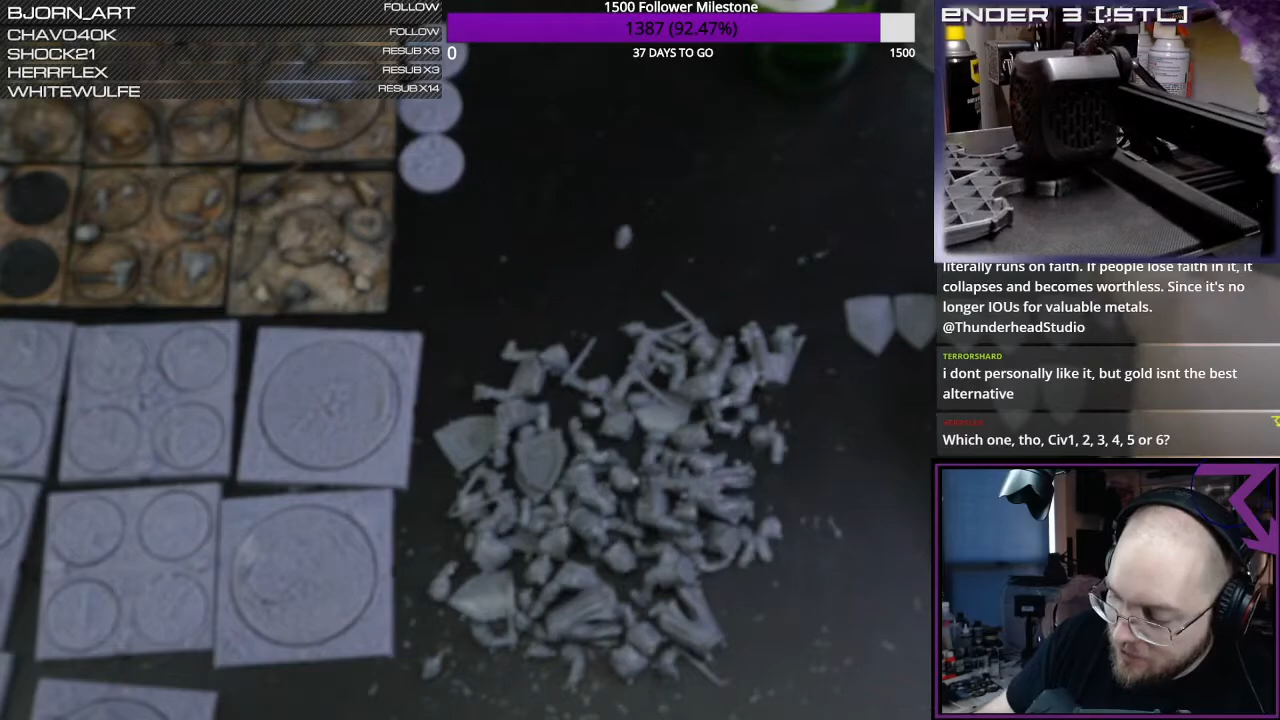 BJORN_ART FOLLOW
CHAVO40K FOLLOW
SHOCK21 RESUB X9
HERRFLEX RESUB X3
WHITEWULFE RESUB X14
1500 Follower Milestone
1387 (92.47%)
0 37 DAYS TO GO 1500
ENDER 3 [!STL]
literally runs on faith. If people lose faith in it, it
collapses and becomes worthless. Since it's no
longer IOUs for valuable metals.
@ThunderheadStudio
TERRORSHARD
i dont personally like it, but gold isnt the best
alternative
Which one, tho, Civ1, 2, 3, 4, 5 or 6?